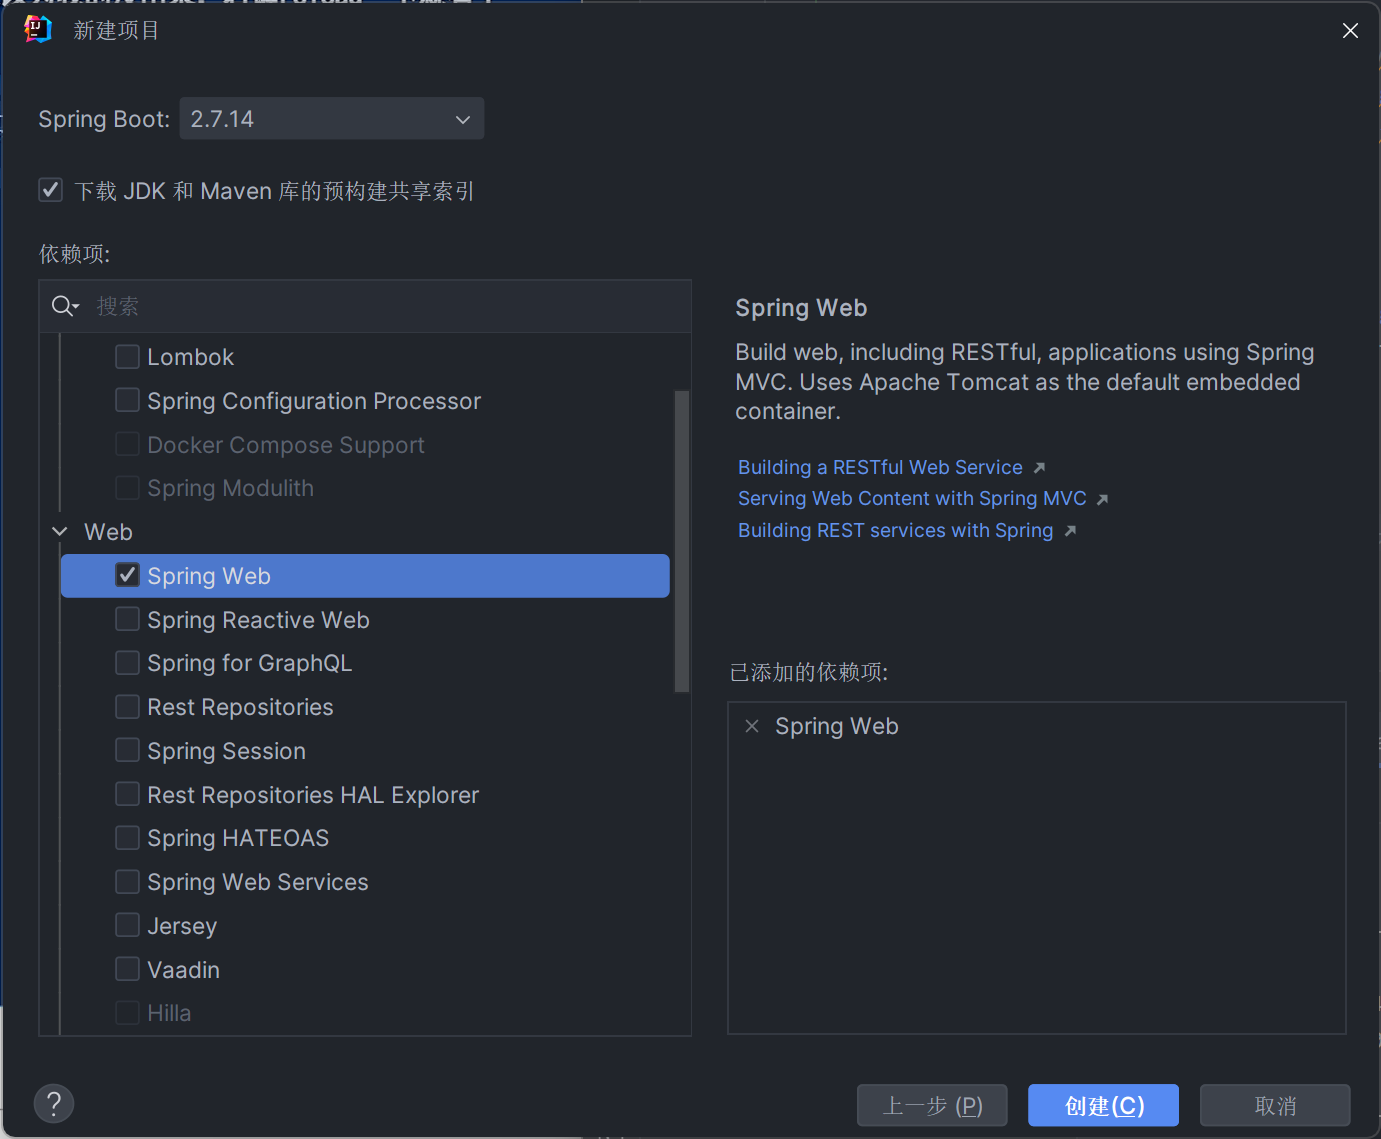 新建项目
Spring Boot: 2.7.14
下载 JDK 和 Maven 库的预构建共享索引
依赖项:
搜索
Lombok
Spring Configuration Processor
Docker Compose Support
Spring Modulith
Web
Spring Web
Spring Reactive Web
Spring for GraphQL
Rest Repositories
Spring Session
Rest Repositories HAL Explorer
Spring HATEOAS
Spring Web Services
Jersey
Vaadin
Hilla
Spring Web
Build web, including RESTful, applications using Spring
MVC. Uses Apache Tomcat as the default embedded
container.
Building a RESTful Web Service
Serving Web Content with Spring MVC
Building REST services with Spring
已添加的依赖项:
Spring Web
?
上一步 (P)
创建(C)
取消